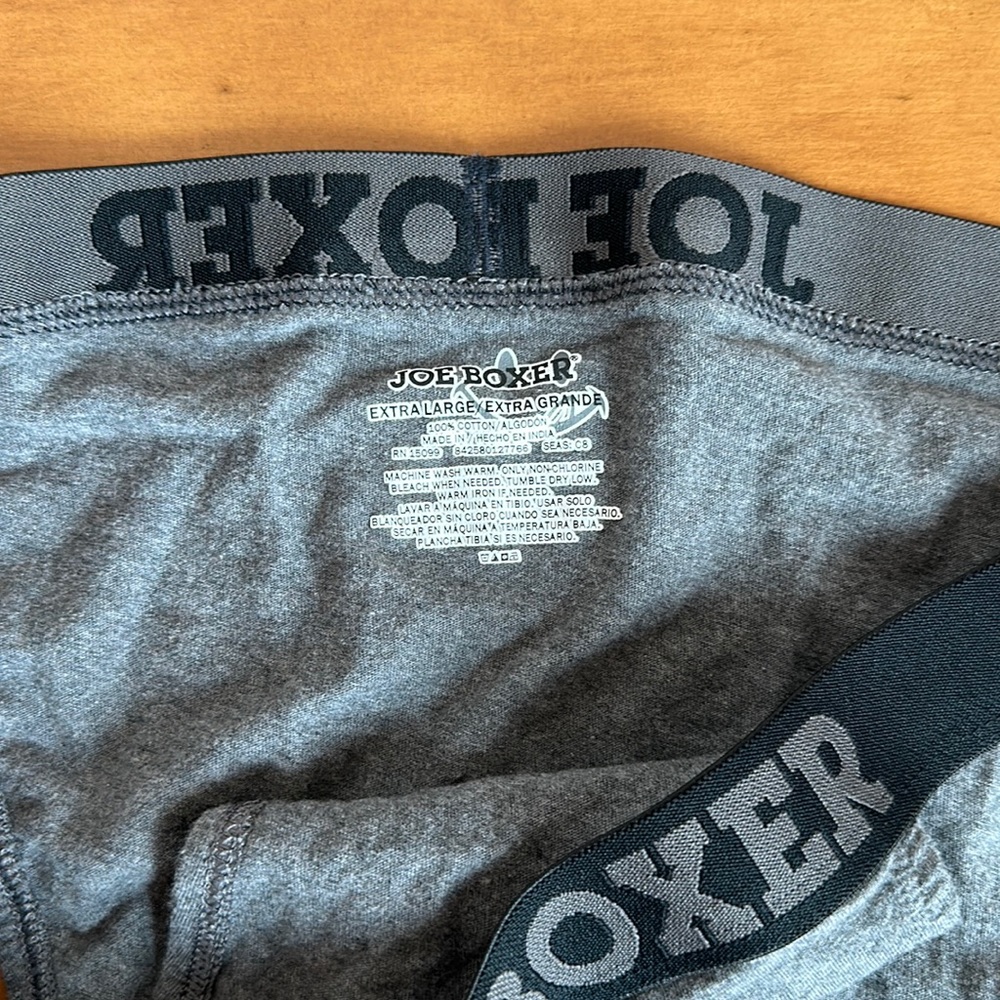 JOE BOXER
JOE BOXER®
EXTRA LARGE/EXTRA GRANDE
100% COTTON/ALGODON
MADE IN/HECHO EN INDIA
RN 15099 842580127766 SEAS: C8
MACHINE WASH WARM. ONLY NON-CHLORINE
BLEACH WHEN NEEDED. TUMBLE DRY LOW.
WARM IRON IF NEEDED.
LAVAR A MÁQUINA EN TIBIO. USAR SOLO
BLANQUEADOR SIN CLORO CUANDO SEA NECESARIO.
SECAR EN MÁQUINA A TEMPERATURA BAJA.
PLANCHA TIBIA SI ES NECESARIO.
BOXER